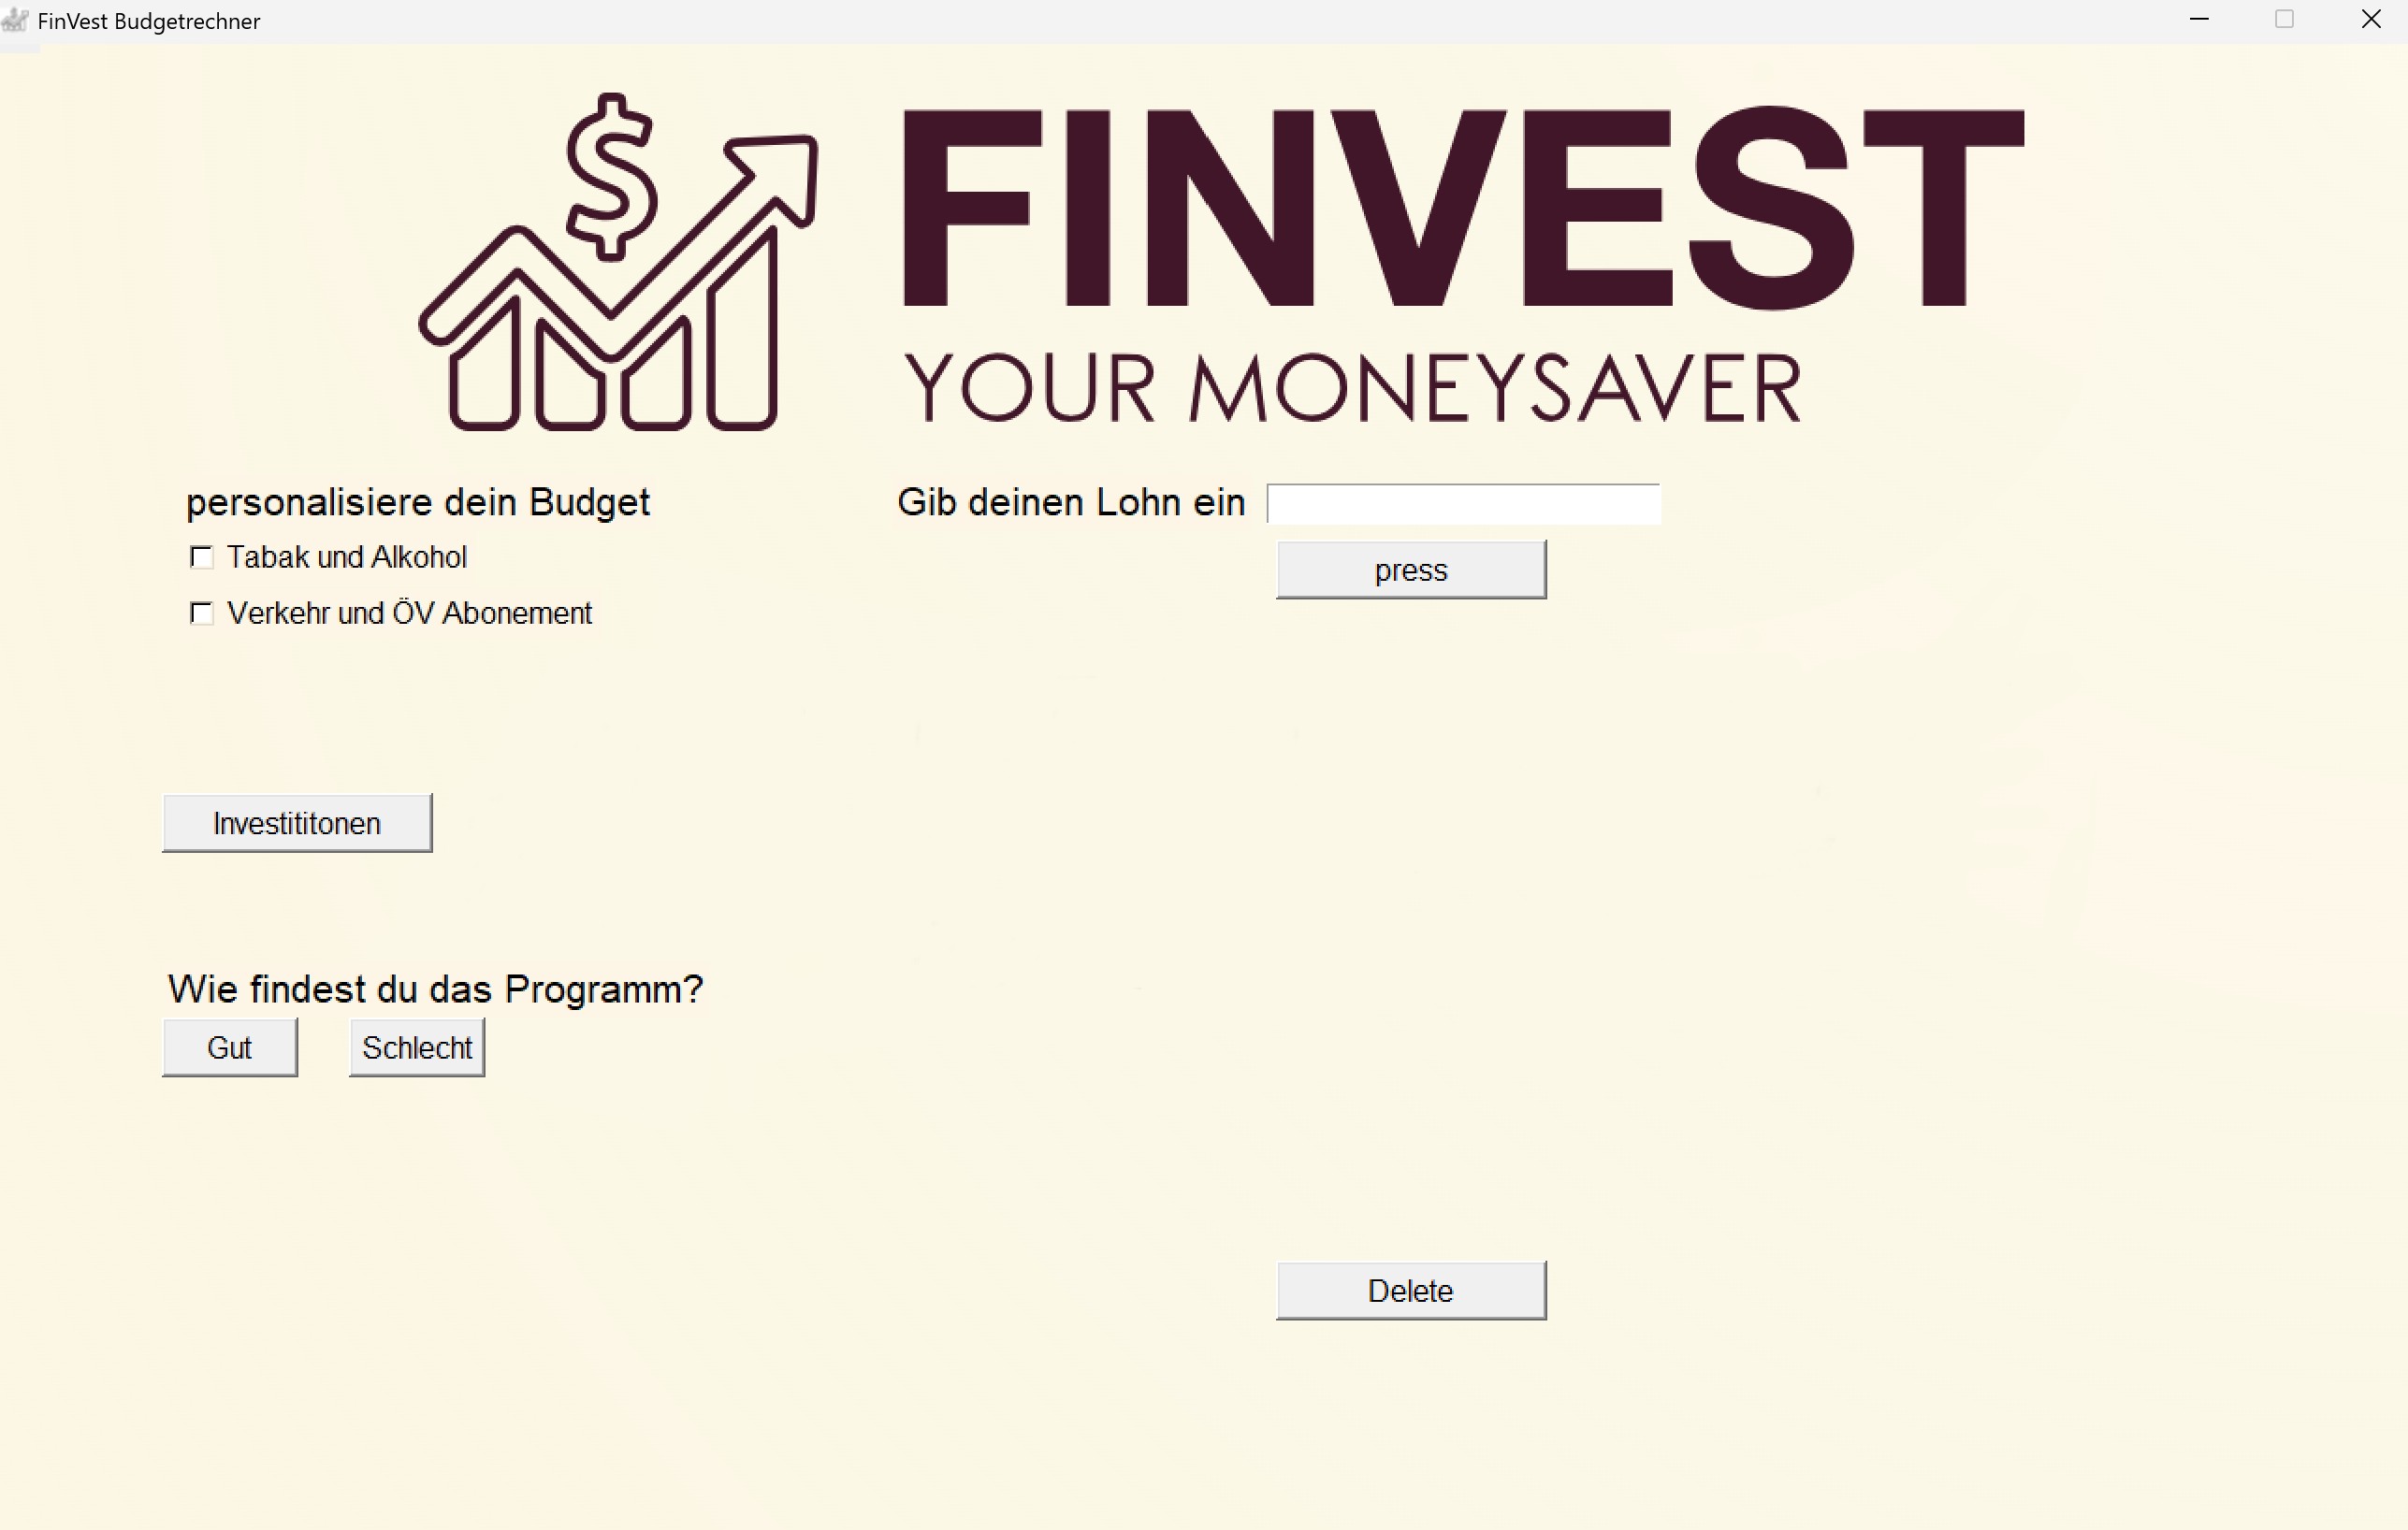 FinVest Budgetrechner
$
FINVEST
YOUR MONEYSAVER
personalisiere dein Budget
Gib deinen Lohn ein
Tabak und Alkohol
press
Verkehr und ÖV Abonement
Investititonen
Wie findest du das Programm?
Gut Schlecht
Delete